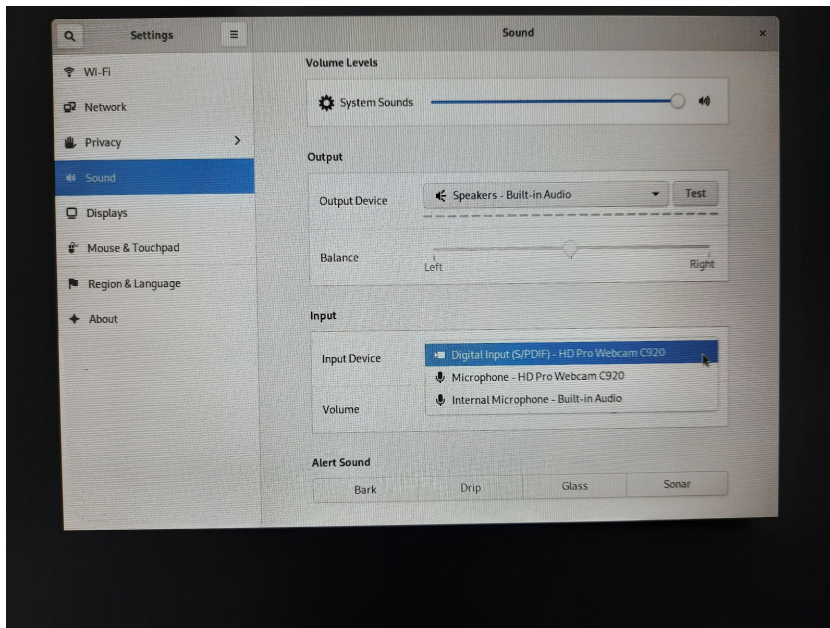 Settings
Sound
Wi-Fi
Network
Privacy
Sound
Displays
Mouse & Touchpad
Region & Language
About
Volume Levels
System Sounds
Output
Output Device
Speakers - Built-in Audio
Test
Balance
Left
Right
Input
Input Device
Digital Input (S/PDIF) - HD Pro Webcam C920
Microphone - HD Pro Webcam C920
Internal Microphone - Built-in Audio
Volume
Alert Sound
Bark
Drip
Glass
Sonar